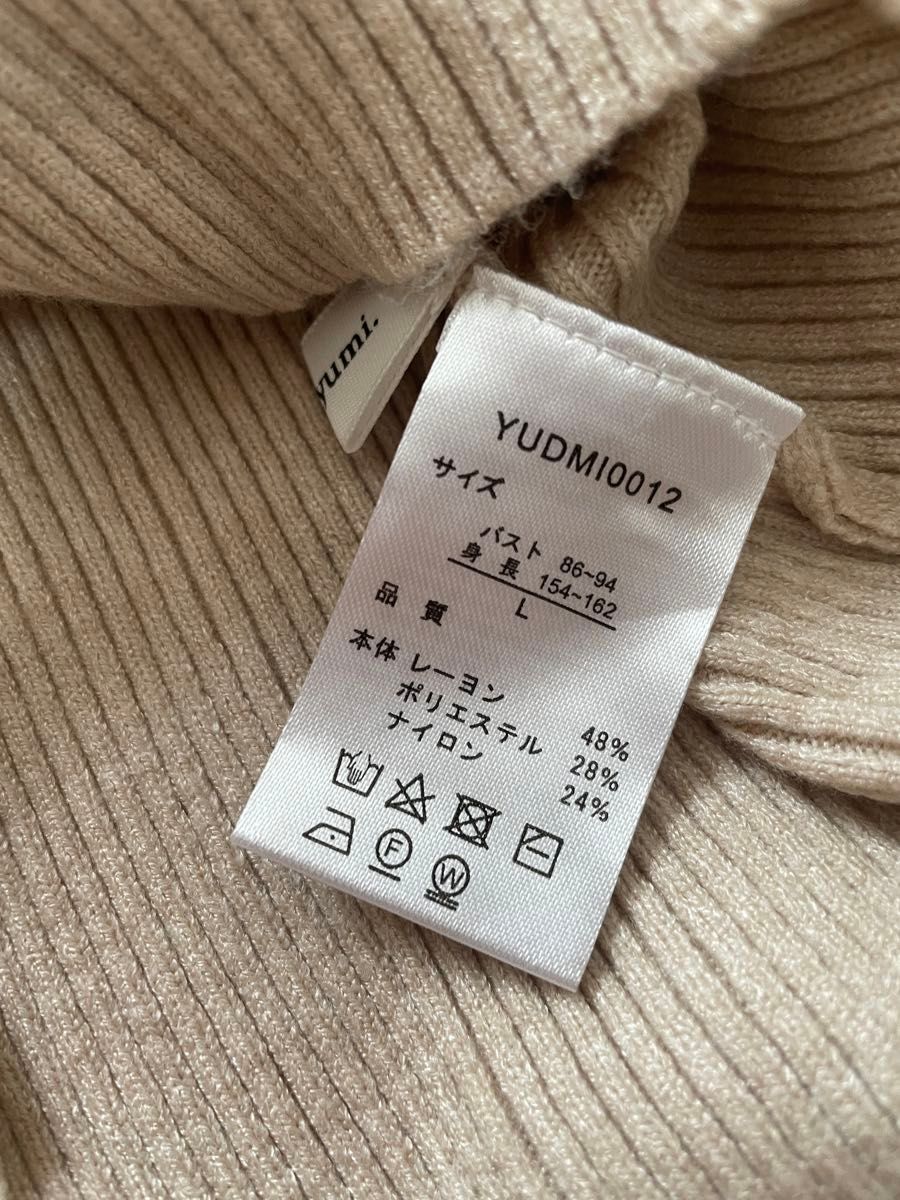 yumi.
YUDMI0012
サイズ
バスト 86~94
身 長 154~162
L
品 質
本体 レーヨン 48%
ポリエステル 28%
ナイロン 24%
F
W